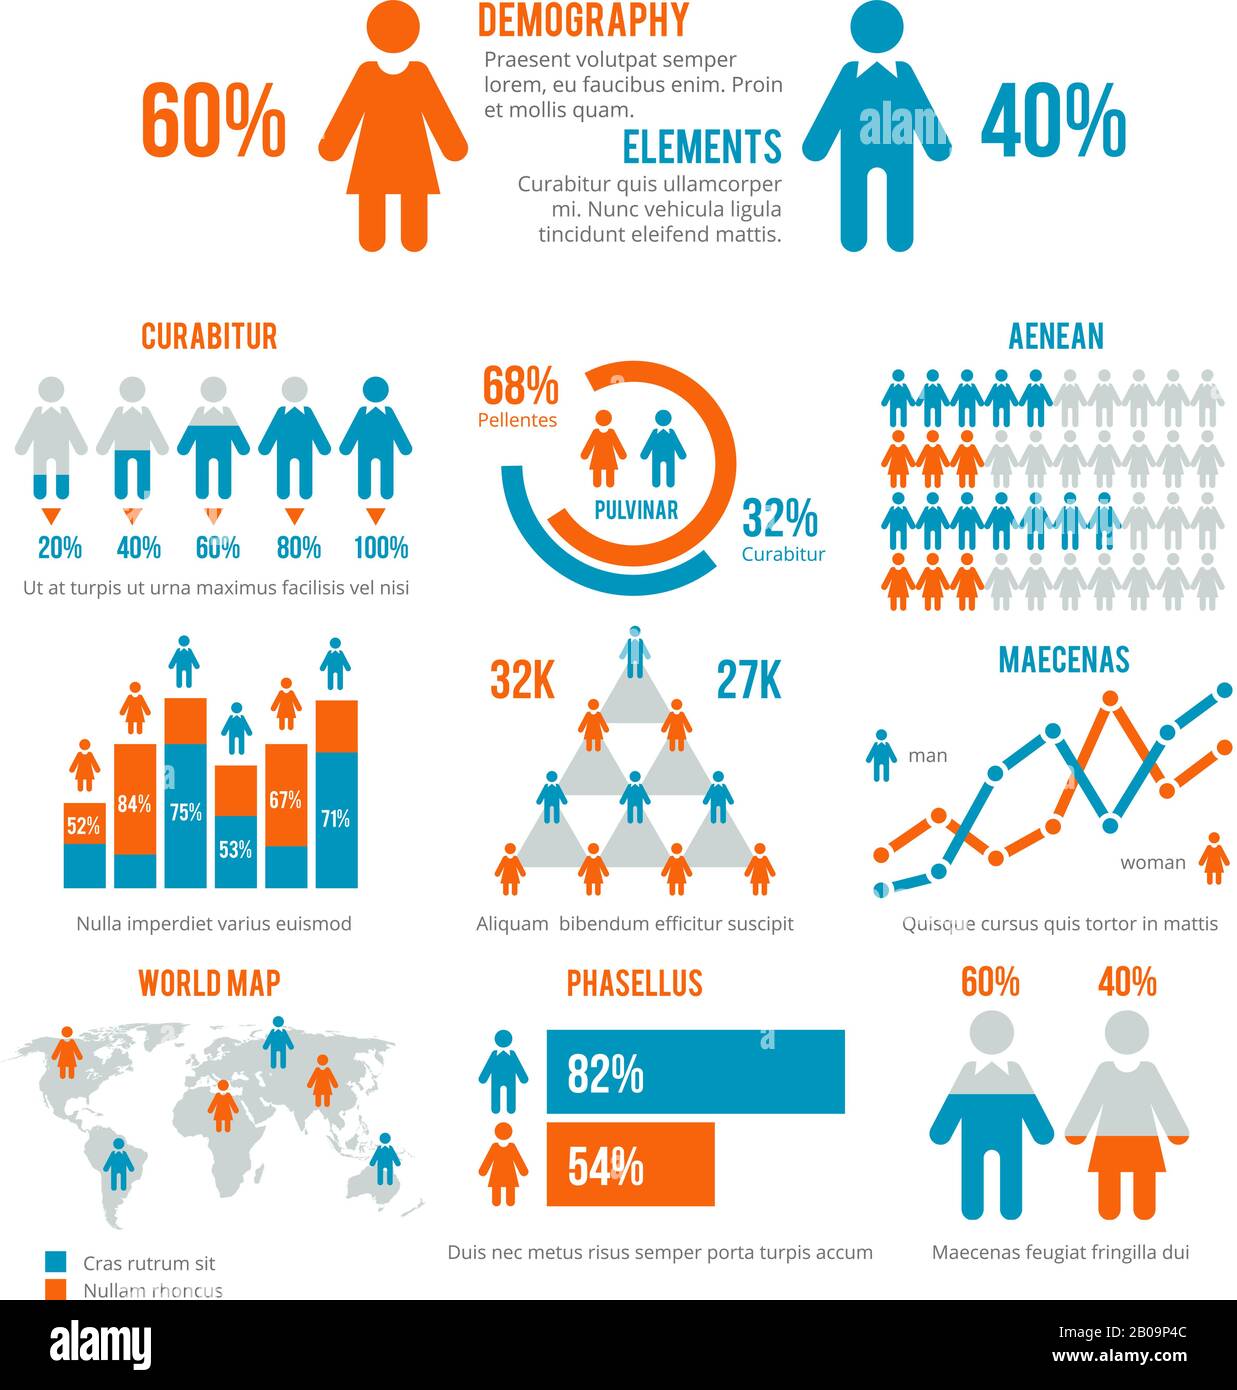 DEMOGRAPHY
Praesent volutpat semper
lorem, eu faucibus enim. Proin
et mollis quam.
60%
ELEMENTS
Curabitur quis ullamcorper
mi. Nunc vehicula ligula
tincidunt eleifend mattis.
40%
CURABITUR
20% 40% 60% 80% 100%
Ut at turpis ut urna maximus facilisis vel nisi
68%
Pellentes
PULVINAR
32%
Curabitur
AENEAN
52% 84% 75% 53% 67% 71%
Nulla imperdiet varius euismod
32K 27K
Aliquam bibendum efficitur suscipit
MAECENAS
man
woman
Quisque cursus quis tortor in mattis
WORLD MAP
Cras rutrum sit
Nullam rhoncus
PHASELLUS
82%
54%
Duis nec metus risus semper porta turpis accum
60% 40%
Maecenas feugiat fringilla dui
alamy
a
a
a
a
alamy
Image ID: 2B09P4C
www.alamy.com